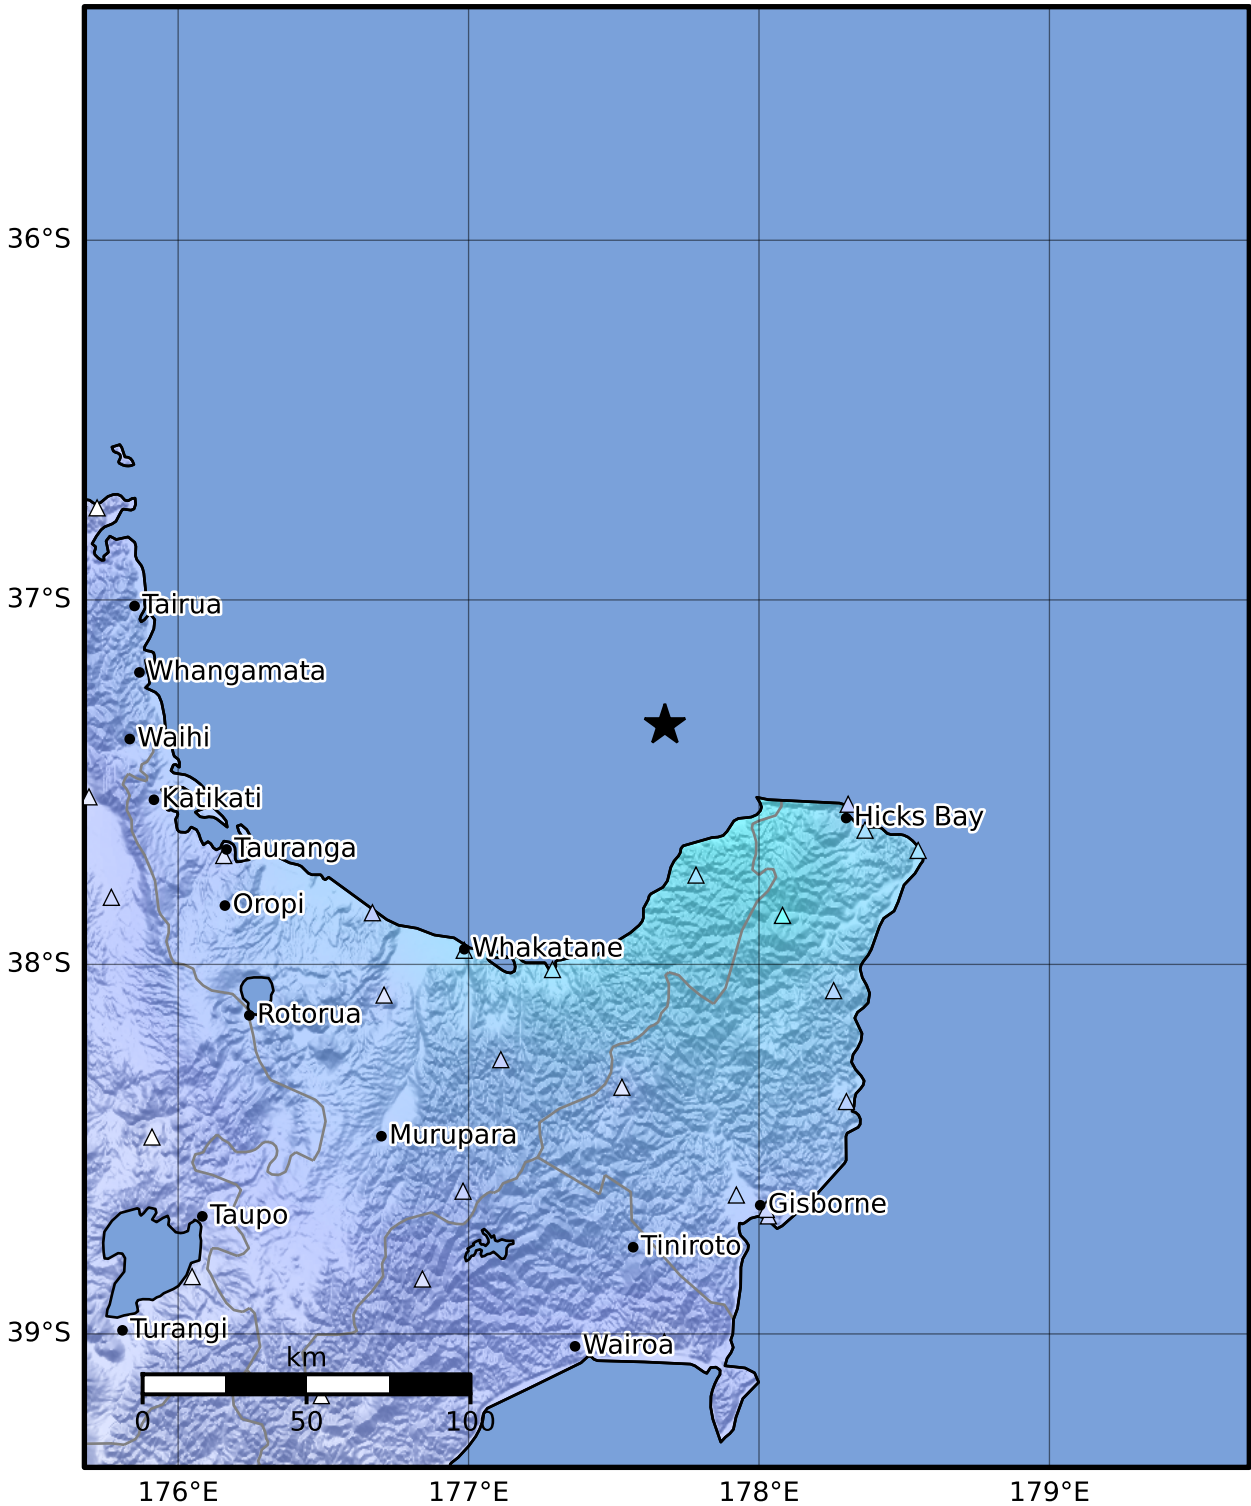 36°S
37°S
Tairua
Whangamata
Waihi
Katikati
Hicks Bay
Tauranga
Oropi
Whakatane
38°S
Rotorua
Murupara
Gisborne
Taupo
Tiniroto
Turangi
39°S
Wairoa
km
0 50 100
176°E 177°E 178°E 179°E